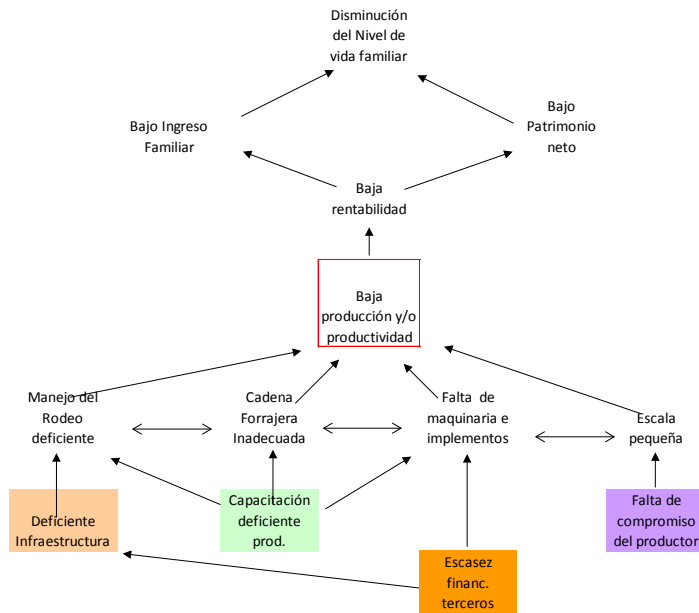 Disminución
del Nivel de
vida familiar
Bajo Ingreso
Familiar
Bajo
Patrimonio
neto
Baja
rentabilidad
Baja
producción y/o
productividad
Manejo del
Rodeo
deficiente
Cadena
Forrajera
Inadecuada
Falta de
maquinaria e
implementos
Escala
pequeña
Deficiente
Infraestructura
Capacitación
deficiente
prod.
Falta de
compromiso
del productor
Escasez
financ.
terceros